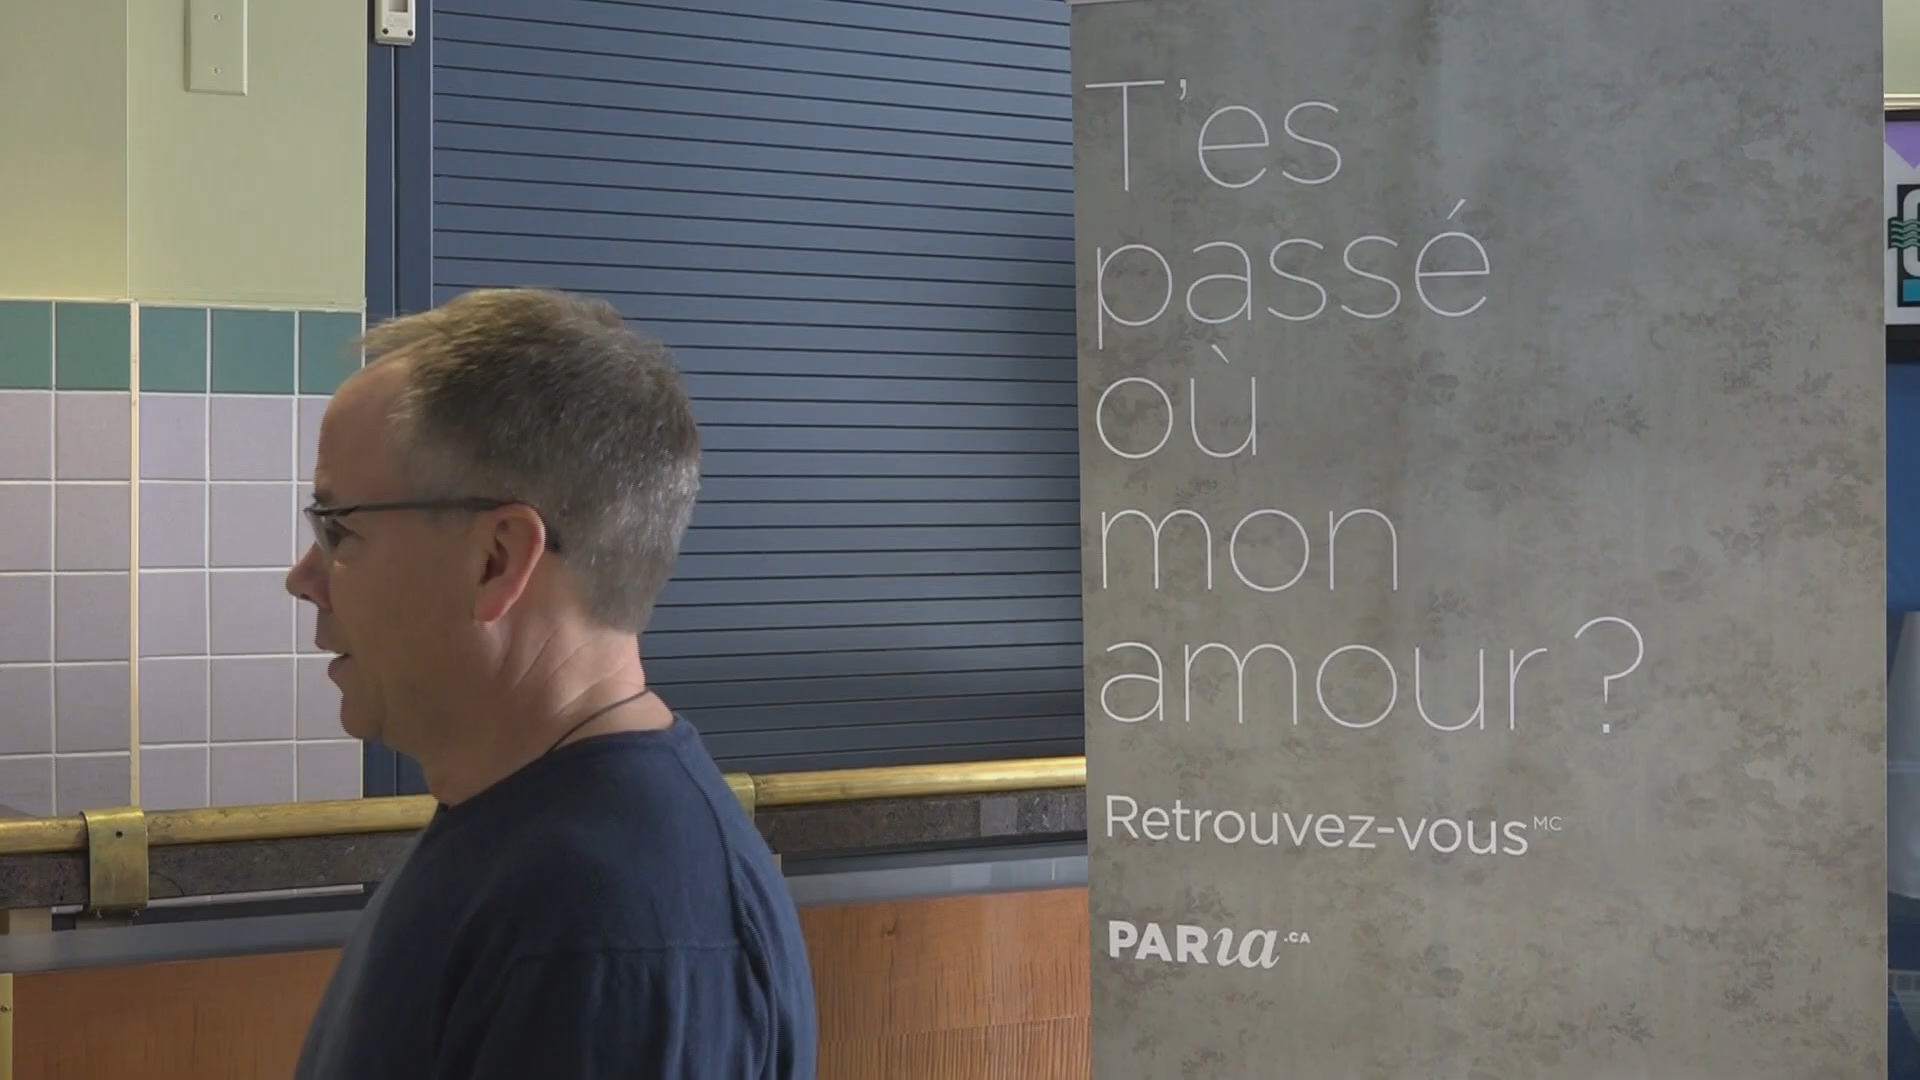 T'es
passé
où
mon
amour ?
Retrouvez-vous MC
PARia.CA